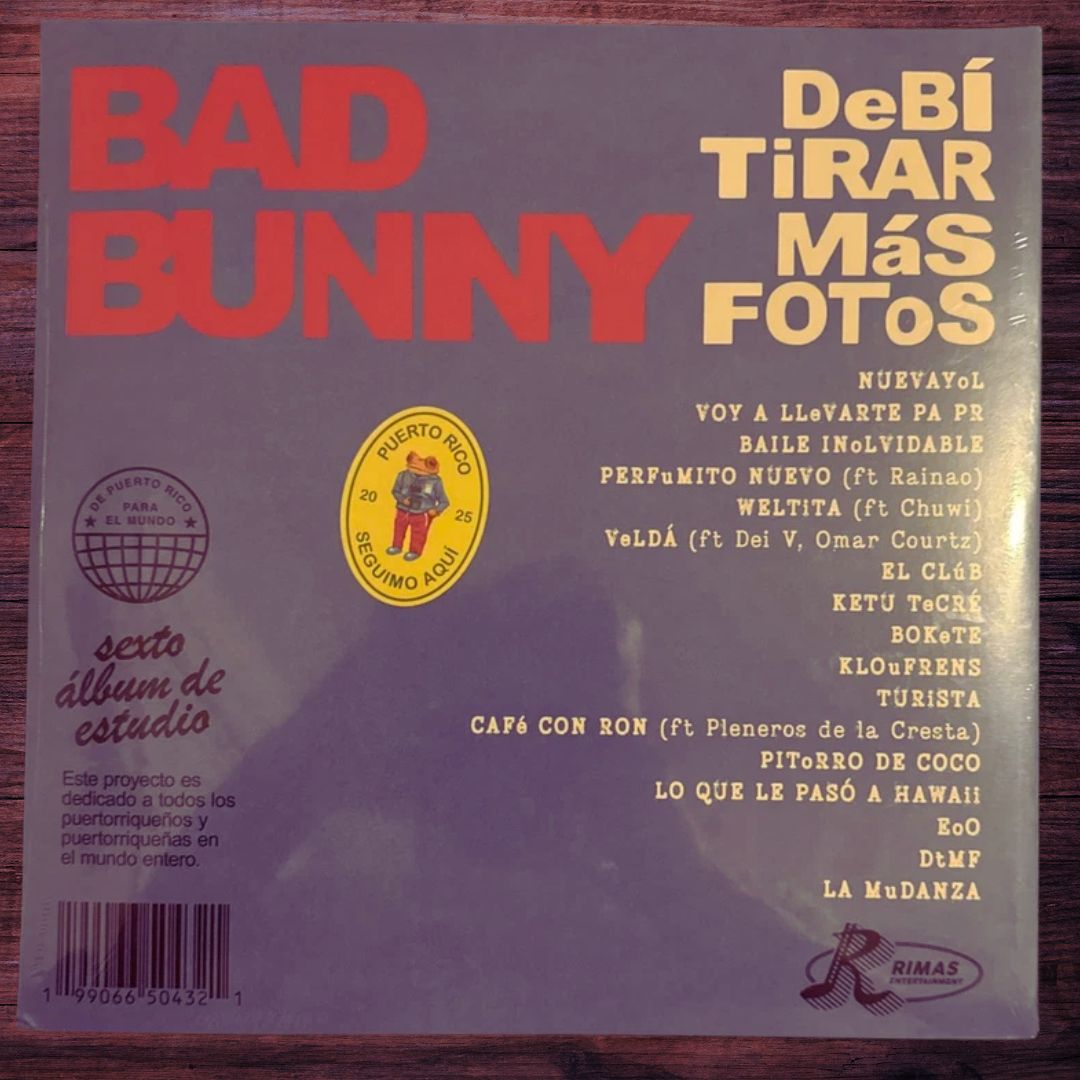 BAD
BUNNY
DeBÍ
TiRAR
MáS
FOToS
NUEVAYoL
VOY A LLeVARTE PA PR
BAILE INoLVIDABLE
PERFuMITO NUEVO (ft Rainao)
WELTiTA (ft Chuwi)
VeLDÁ (ft Dei V, Omar Courtz)
EL CLúB
KETU TeCRÉ
BOKeTE
KLOuFRENS
TURiSTA
CAFé CON RON (ft Pleneros de la Cresta)
PIToRRO DE COCO
LO QUE LE PASÓ A HAWAii
EoO
DtMF
LA MuDANZA
PUERTO RICO
20 25
SEGUIMO AQUÍ
DE PUERTO RICO
PARA
EL MUNDO
sexto
álbum de
estudio
Este proyecto es
dedicado a todos los
puertorriqueños y
puertorriqueñas en
el mundo entero.
1 99066 50432 1
R
RIMAS
ENTERTAINMENT